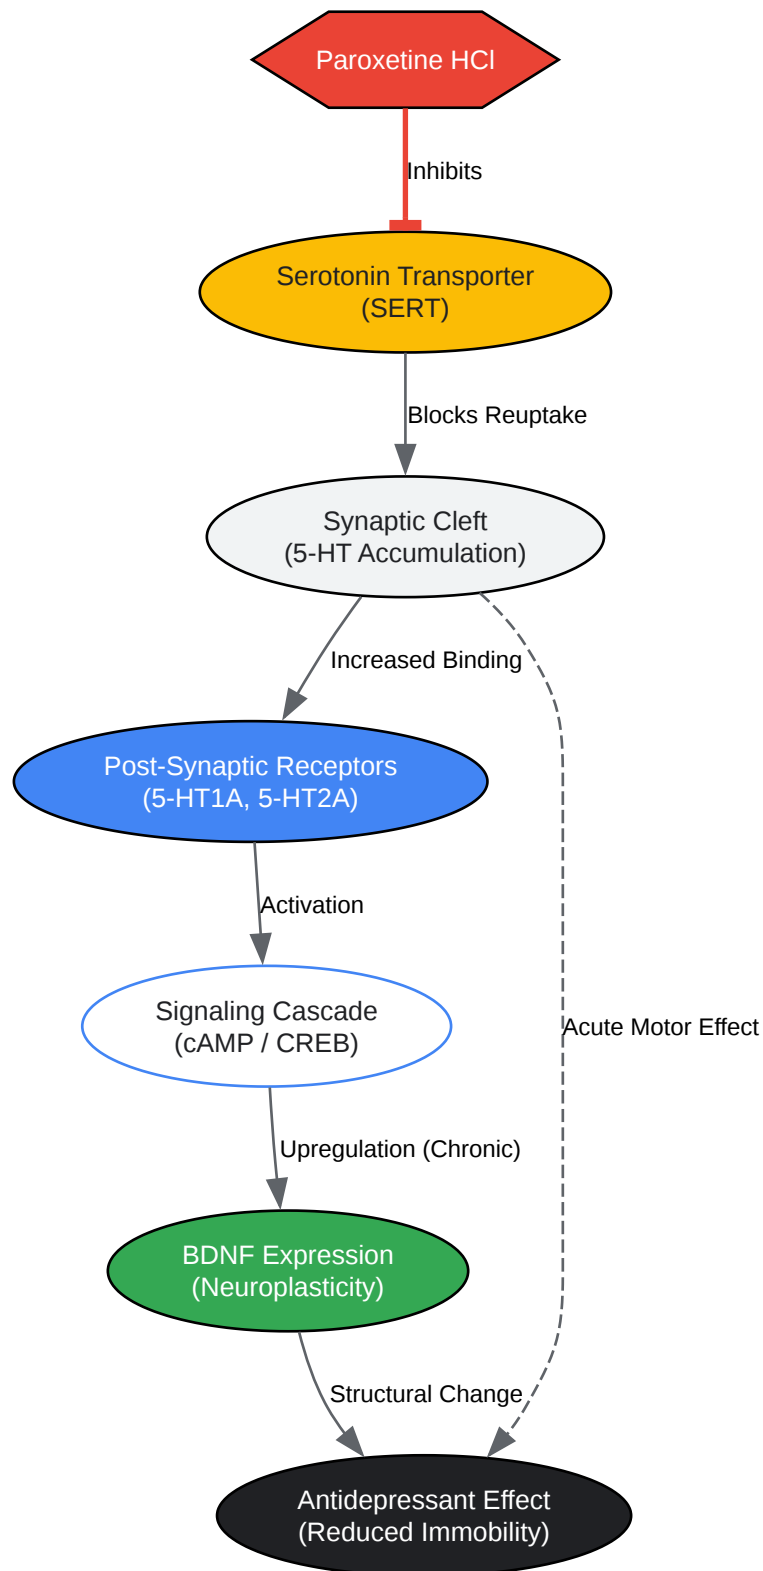 Paroxetine HCl
Inhibits
Serotonin Transporter
(SERT)
Blocks Reuptake
Synaptic Cleft
(5-HT Accumulation)
Increased Binding
Post-Synaptic Receptors
(5-HT1A, 5-HT2A)
Activation
Signaling Cascade
(cAMP / CREB)
Acute Motor Effect
Upregulation (Chronic)
BDNF Expression
(Neuroplasticity)
Structural Change
Antidepressant Effect
(Reduced Immobility)